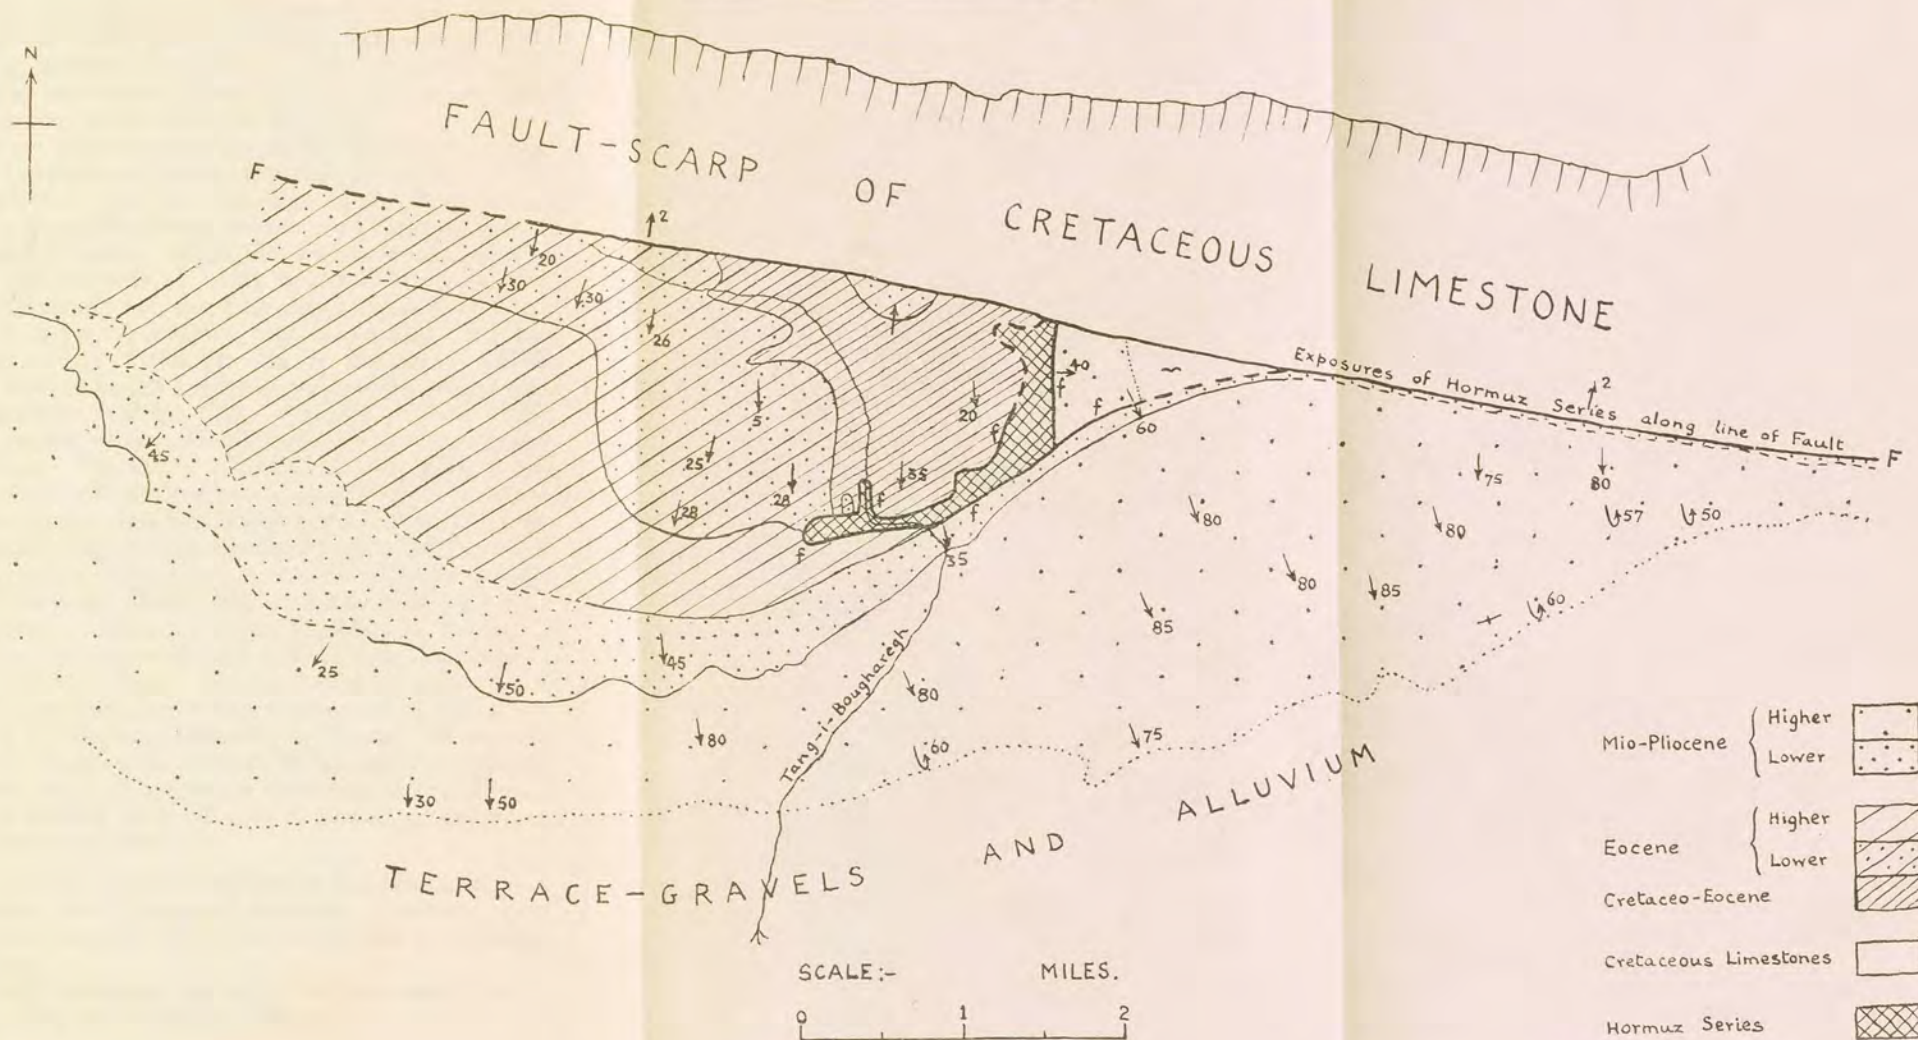 N
FAULT-SCARP OF CRETACEOUS LIMESTONE
F
2
20
30
30
26
5
25
28
28
20
35
40
f
f
f
f
f
f
60
35
Exposures of Hormuz Series along line of Fault
2
F
75
80
57
50
80
80
80
85
85
60
45
25
50
45
80
80
60
75
30
50
Tang-i-Bougharegh
TERRACE-GRAVELS AND ALLUVIUM
SCALE:- MILES.
0 1 2
Mio-Pliocene
Higher
Lower
Eocene
Higher
Lower
Cretaceo-Eocene
Cretaceous Limestones
Hormuz Series